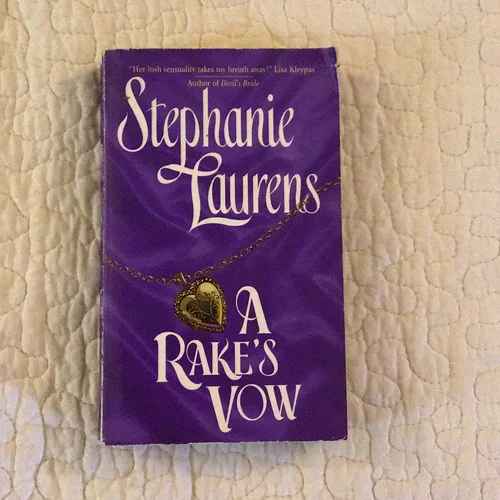 "Her lush sensuality takes my breath away!" Lisa Kleypas
Author of Devil's Bride
Stephanie
Laurens
A
RAKE'S
VOW